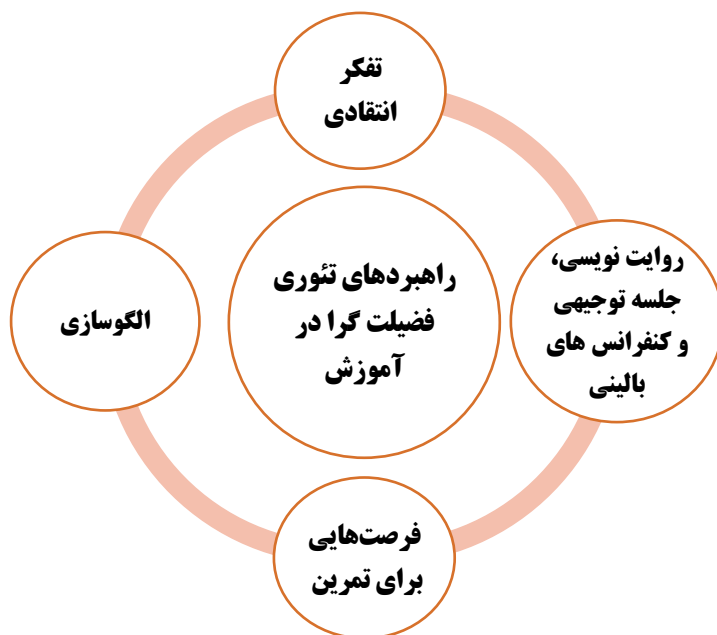 تفکر
انتقادی
روایت نویسی،
جلسه توجیهی
و کنفرانس های
بالینی
راهبردهای تئوری
فضیلت گرا در
آموزش
الگوسازی
فرصت‌هایی
برای تمرین